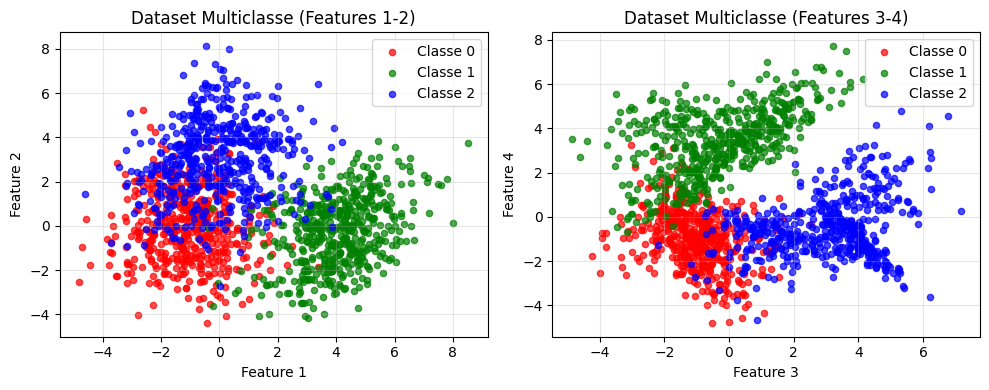 Dataset Multiclasse (Features 1-2)
Classe 0
Classe 1
Classe 2
8
6
4
2
0
−2
−4
Feature 2
−4
−2
0
2
4
6
8
Feature 1
Dataset Multiclasse (Features 3-4)
Classe 0
Classe 1
Classe 2
8
6
4
2
0
−2
−4
Feature 4
−4
−2
0
2
4
6
Feature 3